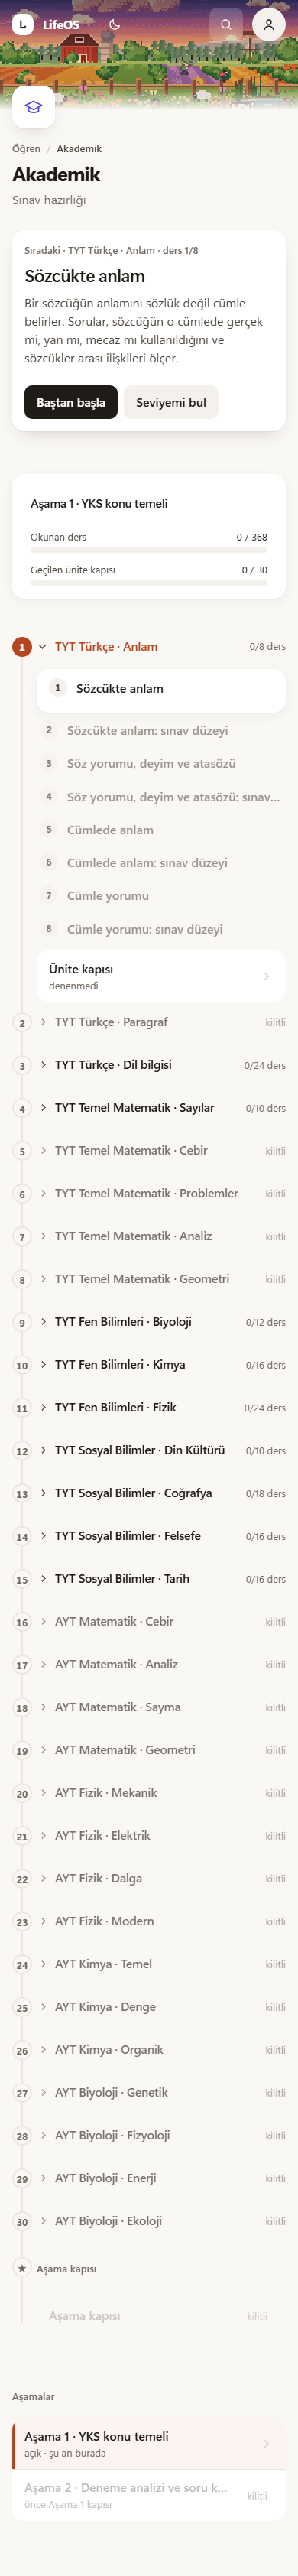 LifeOS
Öğren / Akademik
Akademik
Sınav hazırlığı
Sıradaki · TYT Türkçe · Anlam · ders 1/8
Sözcükte anlam
Bir sözcüğün anlamını sözlük değil cümle
belirler. Sorular, sözcüğün o cümlede gerçek
mi, yan mı, mecaz mı kullanıldığını ve
sözcükler arası ilişkileri ölçer.
Baştan başla
Seviyemi bul
Aşama 1 · YKS konu temeli
Okunan ders 0 / 368
Geçilen ünite kapısı 0 / 30
1 TYT Türkçe · Anlam 0/8 ders
1 Sözcükte anlam
2 Sözcükte anlam: sınav düzeyi
3 Söz yorumu, deyim ve atasözü
4 Söz yorumu, deyim ve atasözü: sınav...
5 Cümlede anlam
6 Cümlede anlam: sınav düzeyi
7 Cümle yorumu
8 Cümle yorumu: sınav düzeyi
Ünite kapısı
denenmedi
2 TYT Türkçe · Paragraf kilitli
3 TYT Türkçe · Dil bilgisi 0/24 ders
4 TYT Temel Matematik · Sayılar 0/10 ders
5 TYT Temel Matematik · Cebir kilitli
6 TYT Temel Matematik · Problemler kilitli
7 TYT Temel Matematik · Analiz kilitli
8 TYT Temel Matematik · Geometri kilitli
9 TYT Fen Bilimleri · Biyoloji 0/12 ders
10 TYT Fen Bilimleri · Kimya 0/16 ders
11 TYT Fen Bilimleri · Fizik 0/24 ders
12 TYT Sosyal Bilimler · Din Kültürü 0/10 ders
13 TYT Sosyal Bilimler · Coğrafya 0/18 ders
14 TYT Sosyal Bilimler · Felsefe 0/16 ders
15 TYT Sosyal Bilimler · Tarih 0/16 ders
16 AYT Matematik · Cebir kilitli
17 AYT Matematik · Analiz kilitli
18 AYT Matematik · Sayma kilitli
19 AYT Matematik · Geometri kilitli
20 AYT Fizik · Mekanik kilitli
21 AYT Fizik · Elektrik kilitli
22 AYT Fizik · Dalga kilitli
23 AYT Fizik · Modern kilitli
24 AYT Kimya · Temel kilitli
25 AYT Kimya · Denge kilitli
26 AYT Kimya · Organik kilitli
27 AYT Biyoloji · Genetik kilitli
28 AYT Biyoloji · Fizyoloji kilitli
29 AYT Biyoloji · Enerji kilitli
30 AYT Biyoloji · Ekoloji kilitli
Aşama kapısı
Aşama kapısı kilitli
Aşamalar
Aşama 1 · YKS konu temeli
açık · şu an burada
Aşama 2 · Deneme analizi ve soru k... kilitli
önce Aşama 1 kapısı